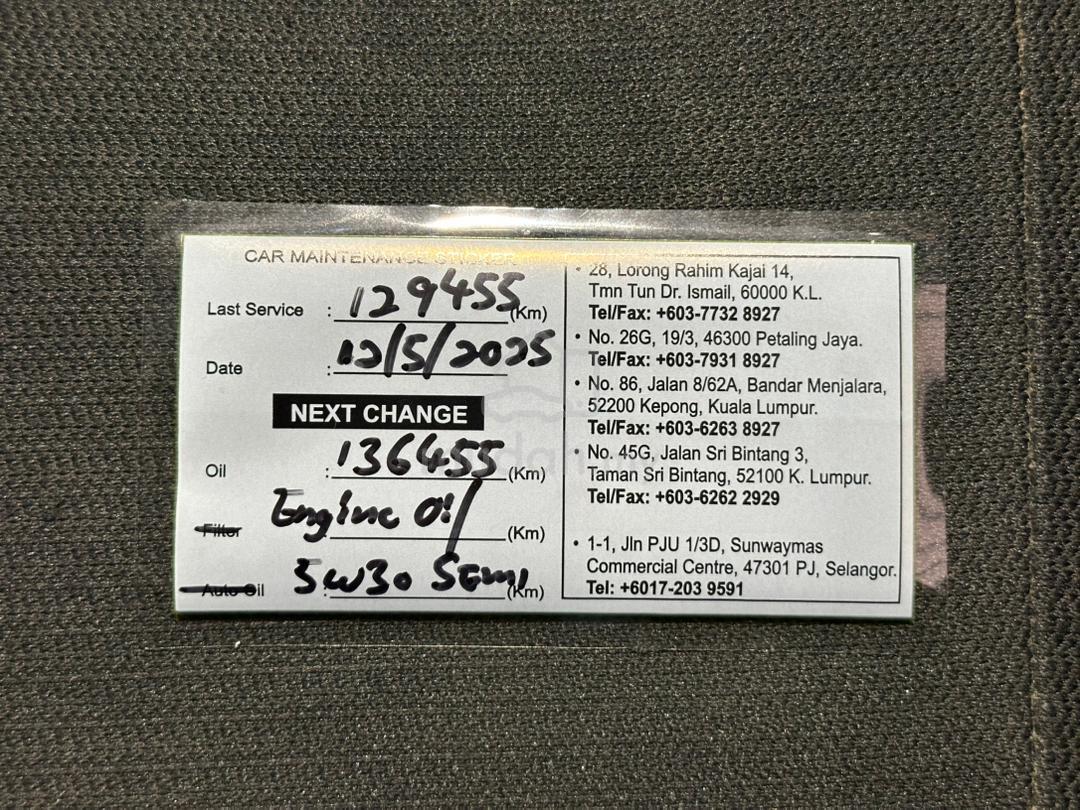 CAR MAINTENANCE STICKER
Last Service : 129455 (Km)
Date : 12/5/2025
NEXT CHANGE
Oil : 136455 (Km)
Filter Engine Oil (Km)
Auto Oil : 5W30 SEMI (Km)
• 28, Lorong Rahim Kajai 14,
Tmn Tun Dr. Ismail, 60000 K.L.
Tel/Fax: +603-7732 8927
• No. 26G, 19/3, 46300 Petaling Jaya.
Tel/Fax: +603-7931 8927
• No. 86, Jalan 8/62A, Bandar Menjalara,
52200 Kepong, Kuala Lumpur.
Tel/Fax: +603-6263 8927
• No. 45G, Jalan Sri Bintang 3,
Taman Sri Bintang, 52100 K. Lumpur.
Tel/Fax: +603-6262 2929
• 1-1, Jln PJU 1/3D, Sunwaymas
Commercial Centre, 47301 PJ, Selangor.
Tel: +6017-203 9591